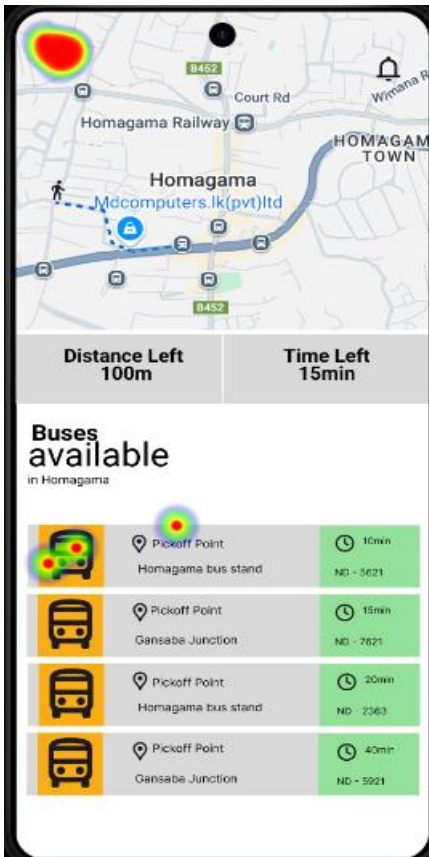 B452
Court Rd
Wimana R
Homagama Railway
HOMAGAM
TOWN
Homagama
Mdcomputers.lk(pvt)ltd
B452
Distance Left
100m
Time Left
15min
Buses
available
in Homagama
Pickoff Point
10min
Homagama bus stand
ND - 5621
Pickoff Point
15min
Gansaba Junction
ND - 7621
Pickoff Point
20min
Homagama bus stand
ND - 2363
Pickoff Point
40min
Gansaba Junction
ND - 5921